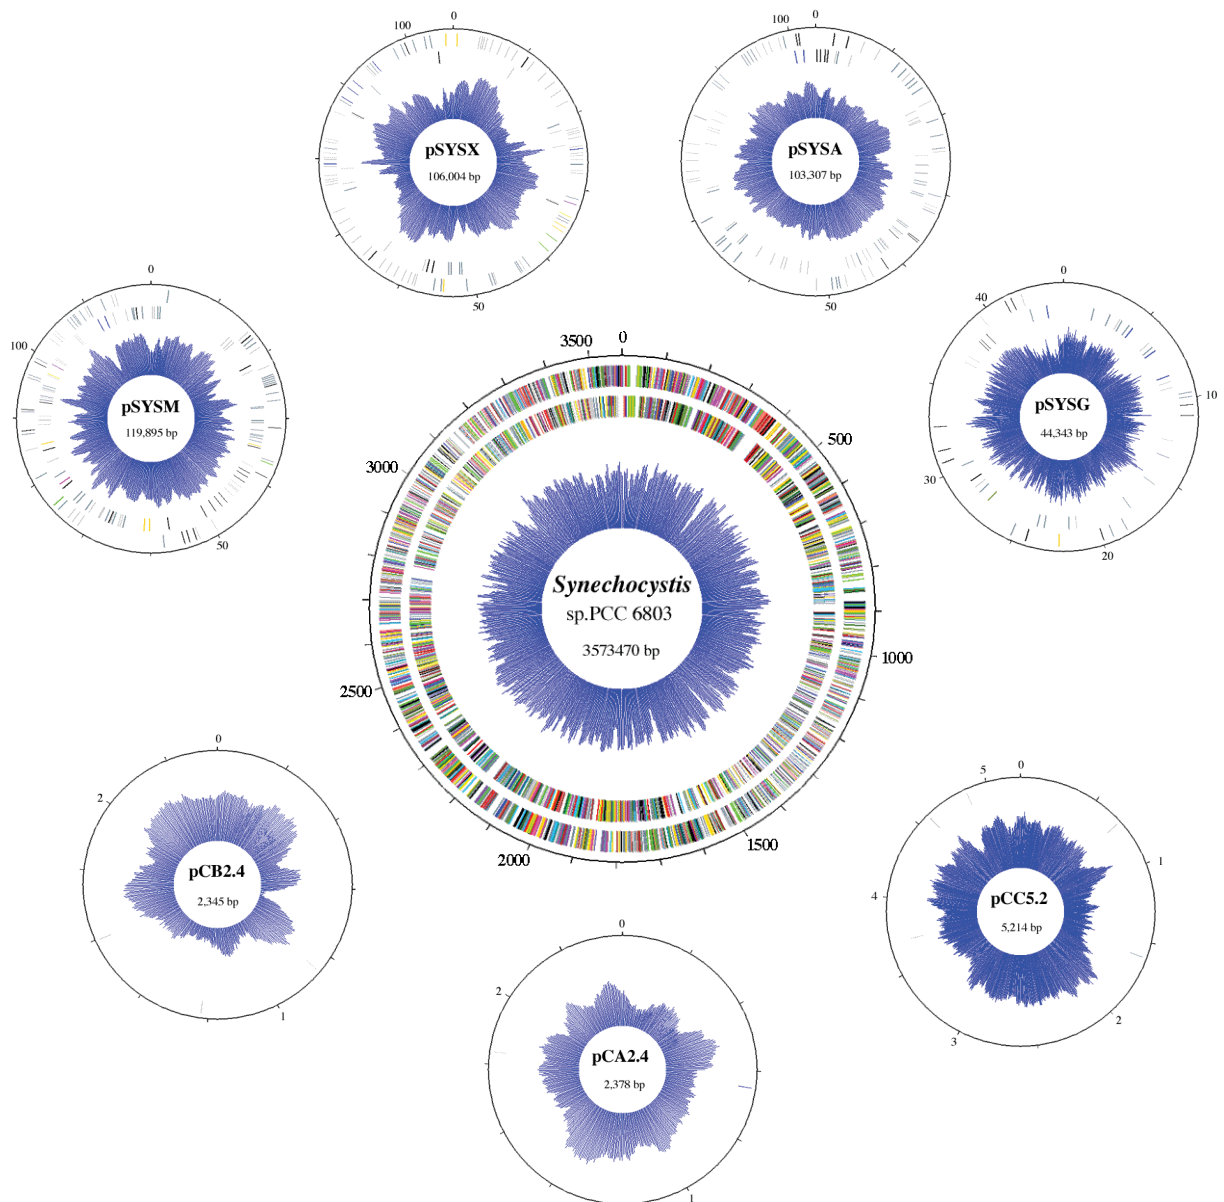 0
100
pSYSX
106,004 bp
50
0
100
pSYSA
103,307 bp
50
0
100
pSYSM
119,895 bp
50
0
40
10
pSYSG
44,343 bp
30
20
0
3500
500
3000
Synechocystis
sp.PCC 6803
3573470 bp
1000
2500
1500
2000
0
2
pCB2.4
2,345 bp
1
0
5
1
4
pCC5.2
5,214 bp
2
3
0
2
pCA2.4
2,378 bp
1